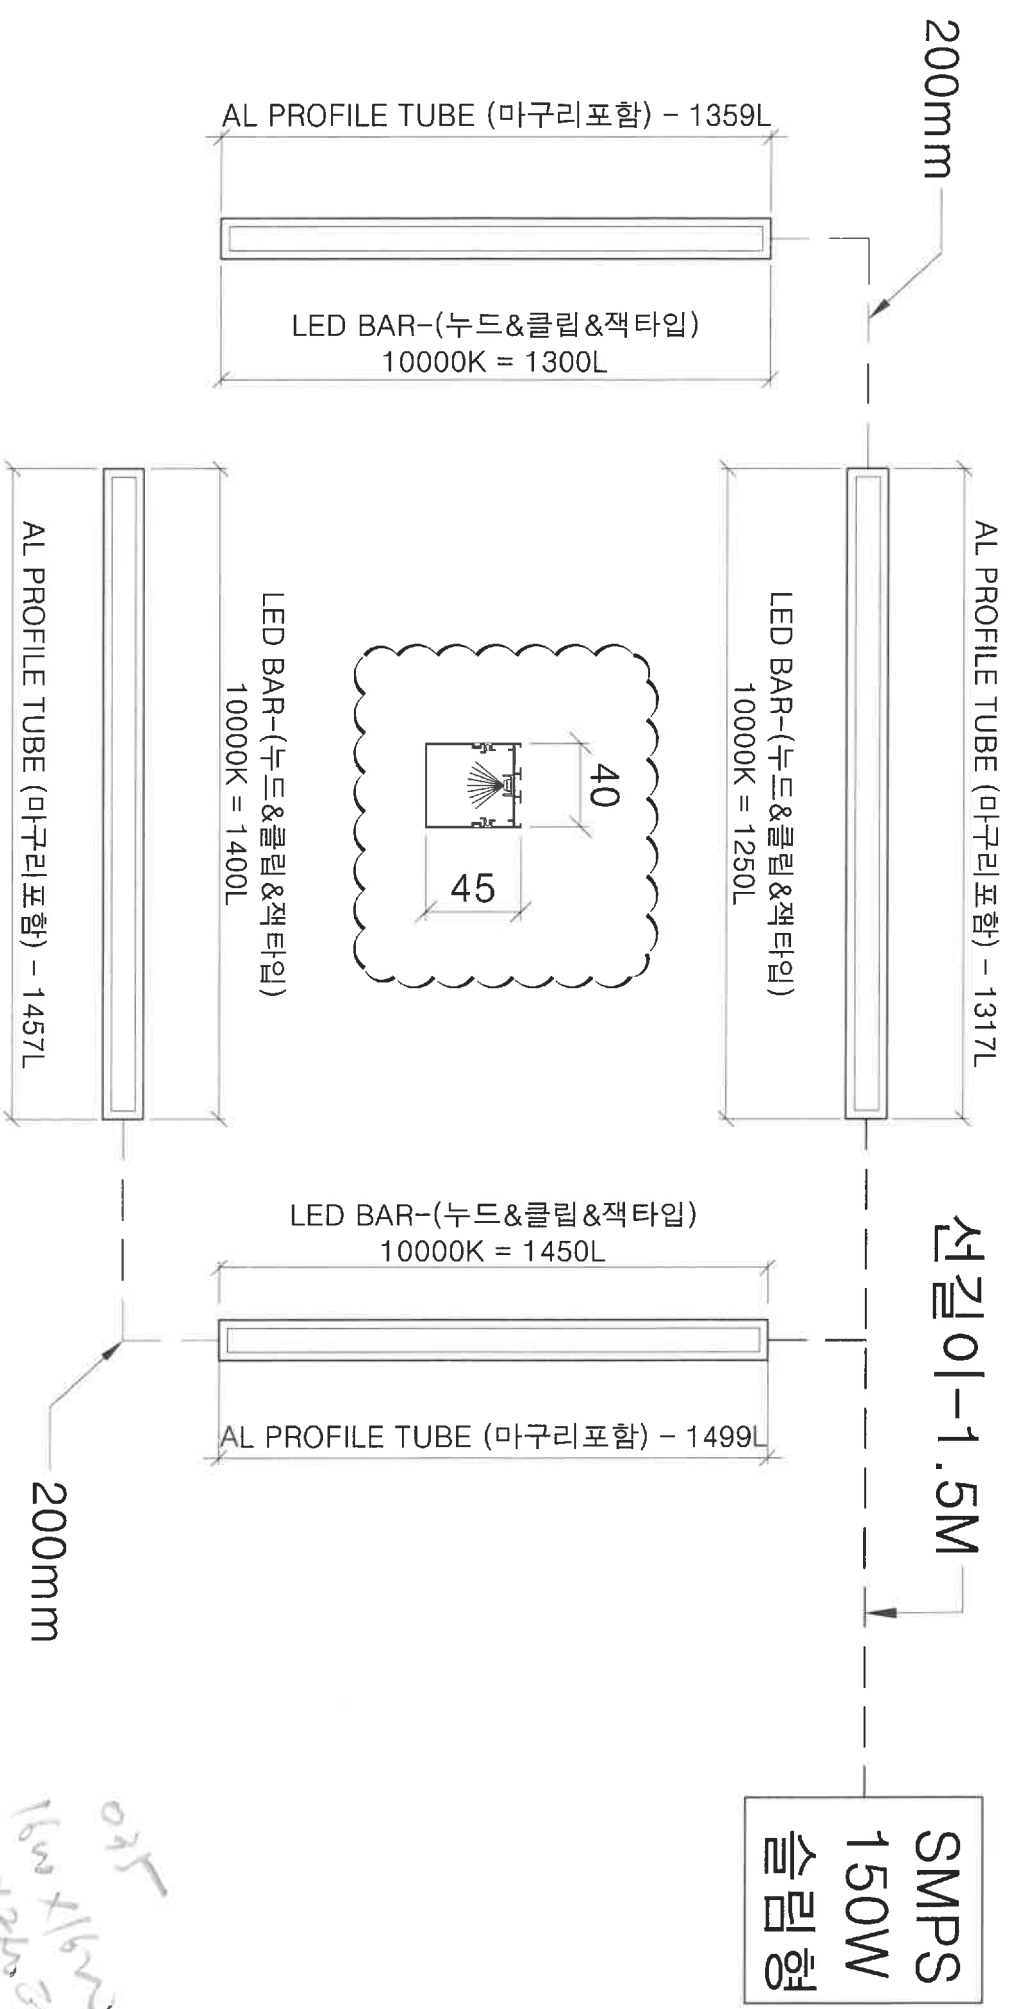 200mm
AL PROFILE TUBE (마구리포함) - 1359L
LED BAR-(누드&클립&잭타입)
10000K = 1300L
AL PROFILE TUBE (마구리포함) - 1317L
LED BAR-(누드&클립&잭타입)
10000K = 1250L
40
45
LED BAR-(누드&클립&잭타입)
10000K = 1400L
AL PROFILE TUBE (마구리포함) - 1457L
선길이-1.5M
LED BAR-(누드&클립&잭타입)
10000K = 1450L
AL PROFILE TUBE (마구리포함) - 1499L
200mm
SMPS
150W
슬림형